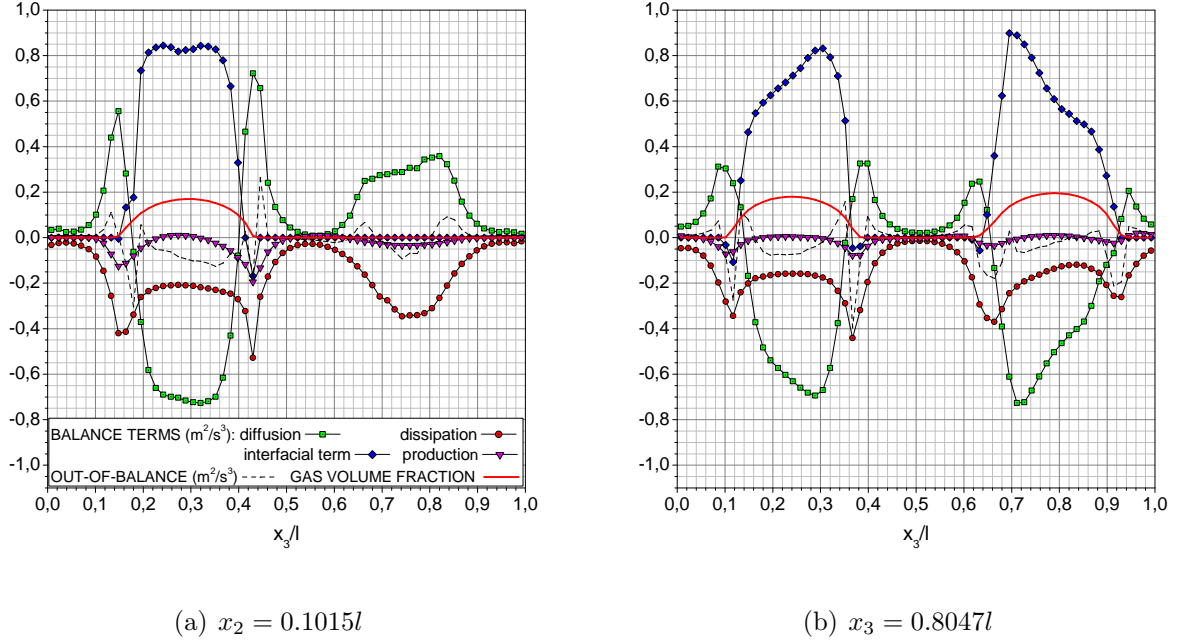 1,0
0,8
0,6
0,4
0,2
0,0
-0,2
-0,4
-0,6
-0,8
-1,0
BALANCE TERMS (m²/s³): diffusion dissipation
interfacial term production
OUT-OF-BALANCE (m²/s³) GAS VOLUME FRACTION
0,0 0,1 0,2 0,3 0,4 0,5 0,6 0,7 0,8 0,9 1,0
x₃/l
(a) x₂ = 0.1015l
1,0
0,8
0,6
0,4
0,2
0,0
-0,2
-0,4
-0,6
-0,8
-1,0
0,0 0,1 0,2 0,3 0,4 0,5 0,6 0,7 0,8 0,9 1,0
x₃/l
(b) x₃ = 0.8047l